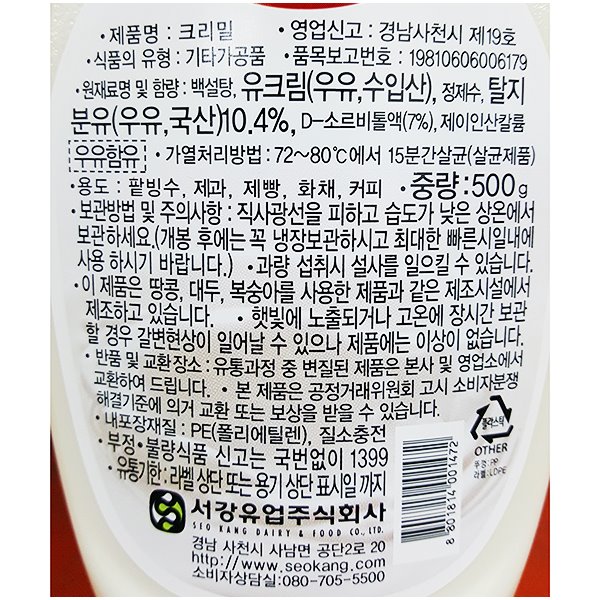 · 제품명 : 크리밀 · 영업신고 : 경남사천시 제19호
· 식품의 유형 : 기타가공품 · 품목보고번호 : 19810606006179
· 원재료명 및 함량 : 백설탕, 유크림(우유,수입산), 정제수, 탈지
분유(우유,국산)10.4%, D-소르비톨액(7%), 제이인산칼륨
우유함유 · 가열처리방법 : 72~80℃에서 15분간살균(살균제품)
· 용도 : 팥빙수, 제과, 제빵, 화채, 커피 · 중량 : 500g
· 보관방법 및 주의사항 : 직사광선을 피하고 습도가 낮은 상온에서
보관하세요.(개봉 후에는 꼭 냉장보관하시고 최대한 빠른시일내에
사용 하시기 바랍니다.) · 과량 섭취시 설사를 일으킬 수 있습니다.
· 이 제품은 땅콩, 대두, 복숭아를 사용한 제품과 같은 제조시설에서
제조하고 있습니다. · 햇빛에 노출되거나 고온에 장시간 보관
할 경우 갈변현상이 일어날 수 있으나 제품에는 이상이 없습니다.
· 반품 및 교환장소 : 유통과정 중 변질된 제품은 본사 및 영업소에서
교환하여 드립니다. · 본 제품은 공정거래위원회 고시 소비자분쟁
해결기준에 의거 교환 또는 보상을 받을 수 있습니다.
· 내포장재질 : PE(폴리에틸렌), 질소충전
· 부정·불량식품 신고는 국번없이 1399
· 유통기한 : 라벨 상단 또는 용기 상단 표시일 까지
플라스틱
OTHER
뚜껑:PP
라벨:LDPE
8 801814 001472
서강유업주식회사
SEO KANG DAIRY & FOOD CO., LTD.
경남 사천시 사남면 공단2로 20
http://www.seokang.com
소비자상담실:080-705-5500